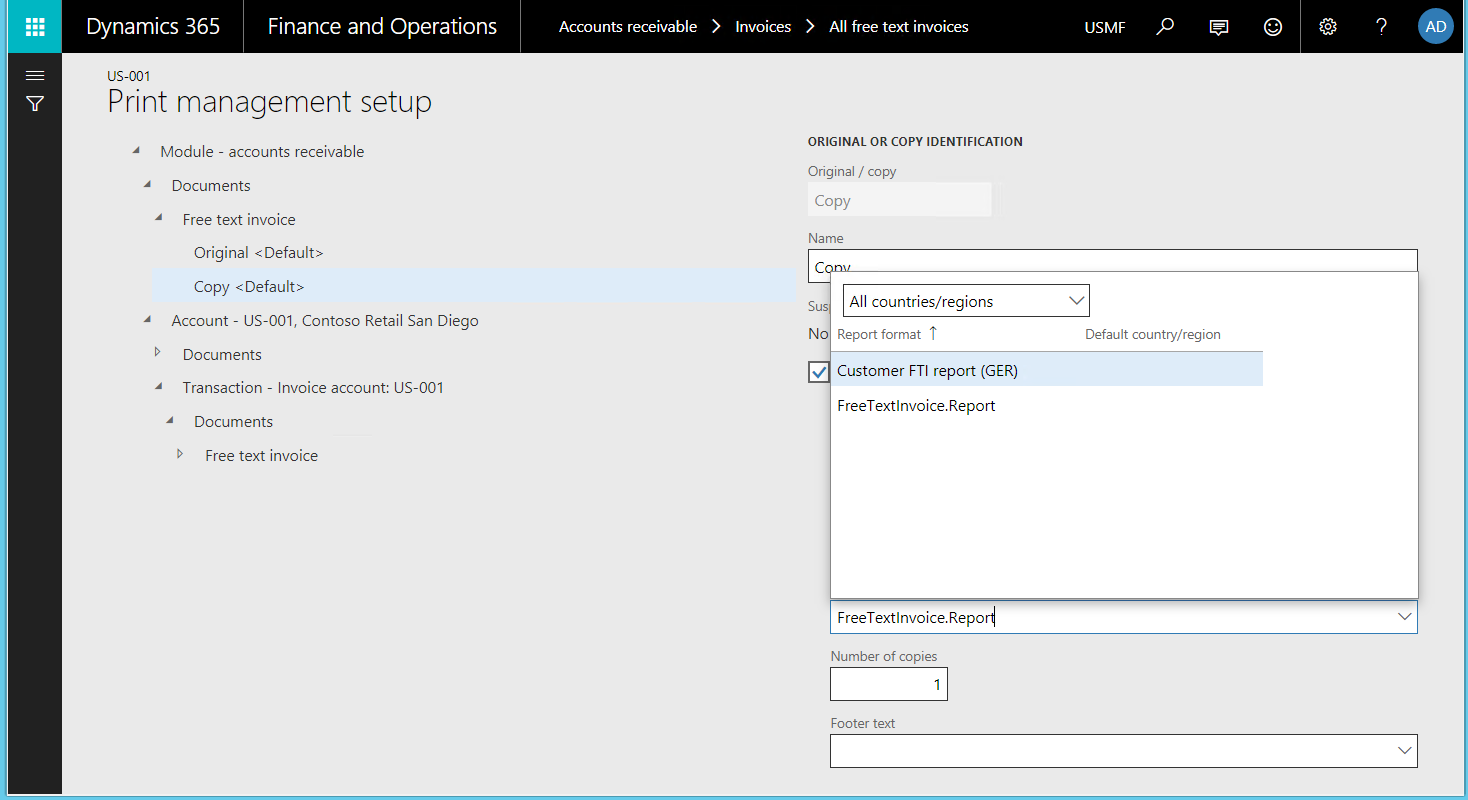 Dynamics 365 Finance and Operations Accounts receivable Invoices All free text invoices USMF ? AD
US-001
Print management setup
Module - accounts receivable
Documents
Free text invoice
Original <Default>
Copy <Default>
Account - US-001, Contoso Retail San Diego
Documents
Transaction - Invoice account: US-001
Documents
Free text invoice
ORIGINAL OR COPY IDENTIFICATION
Original / copy
Copy
Name
Copy
All countries/regions
No
Report format Default country/region
Customer FTI report (GER)
FreeTextInvoice.Report
FreeTextInvoice.Report
Number of copies
1
Footer text